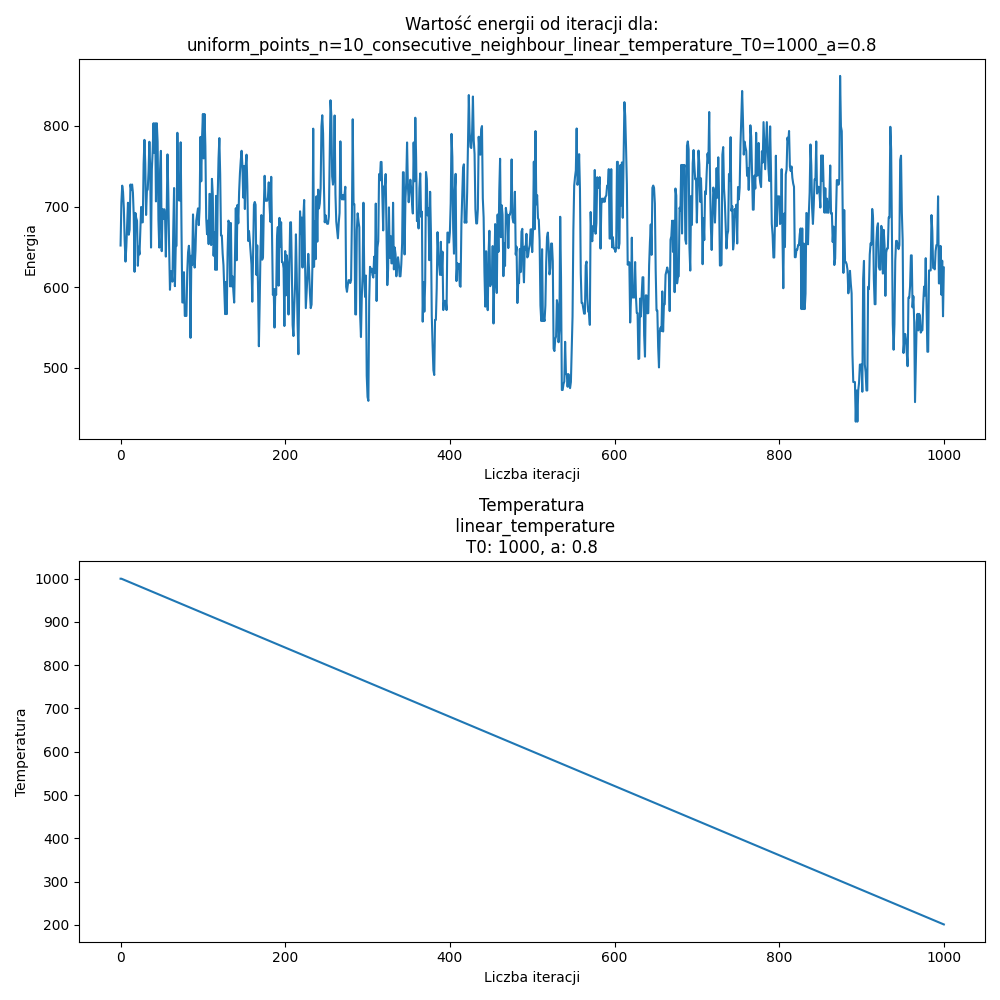 Wartość energii od iteracji dla:
uniform_points_n=10_consecutive_neighbour_linear_temperature_T0=1000_a=0.8
800
700
600
500
Energia
0 200 400 600 800 1000
Liczba iteracji
Temperatura
linear_temperature
T0: 1000, a: 0.8
1000
900
800
700
600
500
400
300
200
Temperatura
0 200 400 600 800 1000
Liczba iteracji